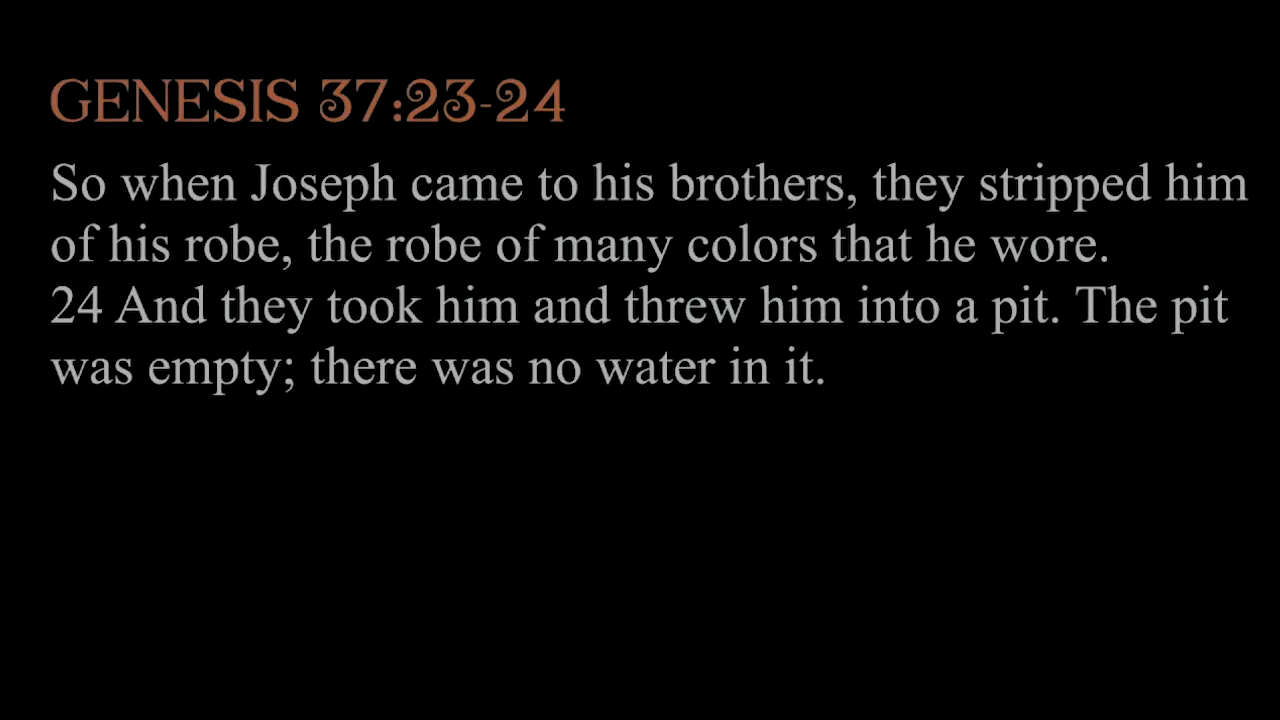 GENESIS 37:23-24
So when Joseph came to his brothers, they stripped him
of his robe, the robe of many colors that he wore.
24 And they took him and threw him into a pit. The pit
was empty; there was no water in it.